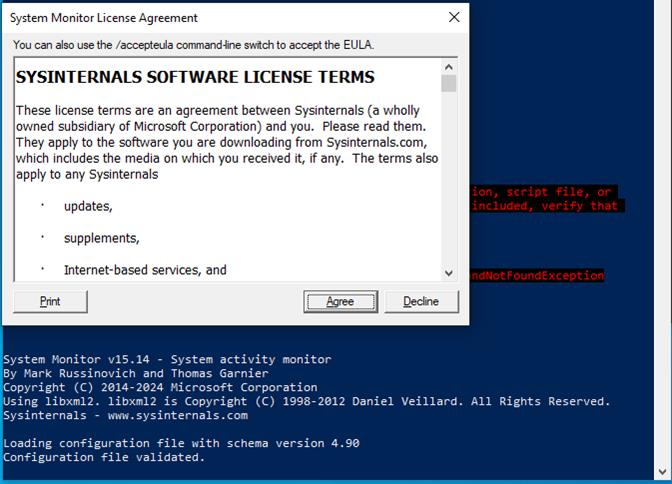 System Monitor License Agreement
You can also use the /accepteula command-line switch to accept the EULA.
SYSINTERNALS SOFTWARE LICENSE TERMS
These license terms are an agreement between Sysinternals (a wholly
owned subsidiary of Microsoft Corporation) and you.  Please read them.
They apply to the software you are downloading from Sysinternals.com,
which includes the media on which you received it, if any.  The terms also
apply to any Sysinternals
· updates,
· supplements,
· Internet-based services, and
Print
Agree
Decline
ion, script file, or
included, verify that
ndNotFoundException
System Monitor v15.14 - System activity monitor
By Mark Russinovich and Thomas Garnier
Copyright (C) 2014-2024 Microsoft Corporation
Using libxml2. libxml2 is Copyright (C) 1998-2012 Daniel Veillard. All Rights Reserved.
Sysinternals - www.sysinternals.com
Loading configuration file with schema version 4.90
Configuration file validated.